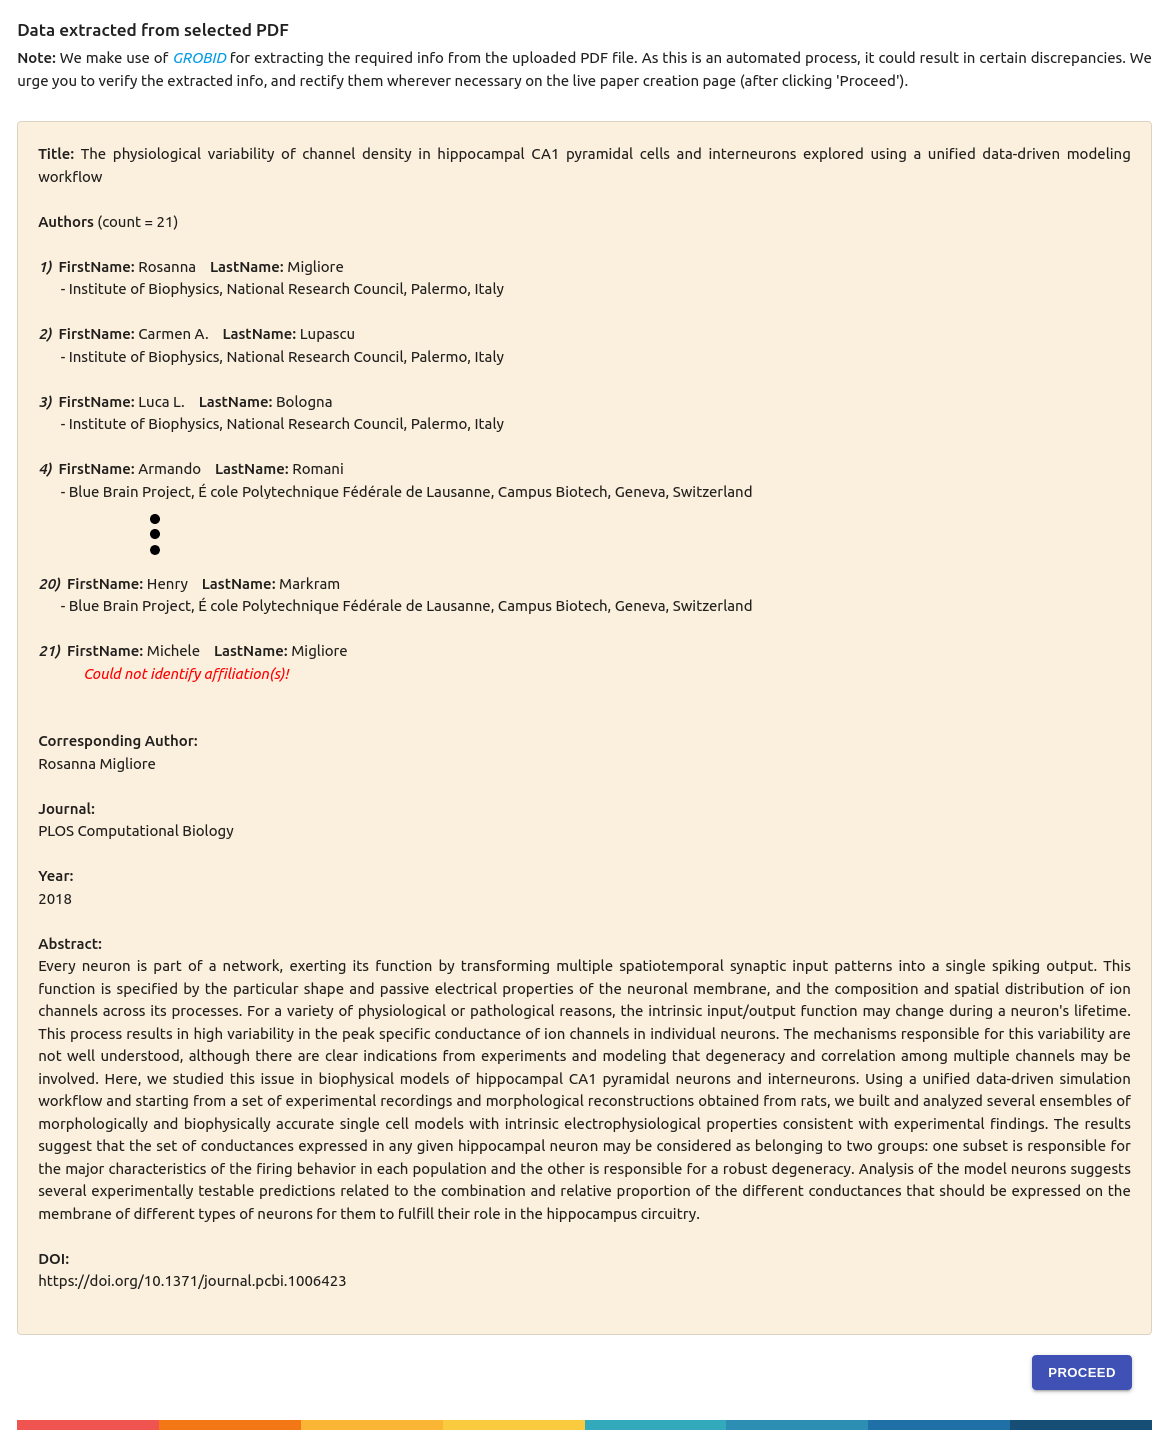 Data extracted from selected PDF
Note: We make use of GROBID for extracting the required info from the uploaded PDF file. As this is an automated process, it could result in certain discrepancies. We
urge you to verify the extracted info, and rectify them wherever necessary on the live paper creation page (after clicking 'Proceed').
Title: The physiological variability of channel density in hippocampal CA1 pyramidal cells and interneurons explored using a unified data-driven modeling
workflow
Authors (count = 21)
1) FirstName: Rosanna LastName: Migliore
- Institute of Biophysics, National Research Council, Palermo, Italy
2) FirstName: Carmen A. LastName: Lupascu
- Institute of Biophysics, National Research Council, Palermo, Italy
3) FirstName: Luca L. LastName: Bologna
- Institute of Biophysics, National Research Council, Palermo, Italy
4) FirstName: Armando LastName: Romani
- Blue Brain Project, É cole Polytechnique Fédérale de Lausanne, Campus Biotech, Geneva, Switzerland
20) FirstName: Henry LastName: Markram
- Blue Brain Project, É cole Polytechnique Fédérale de Lausanne, Campus Biotech, Geneva, Switzerland
21) FirstName: Michele LastName: Migliore
Could not identify affiliation(s)!
Corresponding Author:
Rosanna Migliore
Journal:
PLOS Computational Biology
Year:
2018
Abstract:
Every neuron is part of a network, exerting its function by transforming multiple spatiotemporal synaptic input patterns into a single spiking output. This
function is specified by the particular shape and passive electrical properties of the neuronal membrane, and the composition and spatial distribution of ion
channels across its processes. For a variety of physiological or pathological reasons, the intrinsic input/output function may change during a neuron's lifetime.
This process results in high variability in the peak specific conductance of ion channels in individual neurons. The mechanisms responsible for this variability are
not well understood, although there are clear indications from experiments and modeling that degeneracy and correlation among multiple channels may be
involved. Here, we studied this issue in biophysical models of hippocampal CA1 pyramidal neurons and interneurons. Using a unified data-driven simulation
workflow and starting from a set of experimental recordings and morphological reconstructions obtained from rats, we built and analyzed several ensembles of
morphologically and biophysically accurate single cell models with intrinsic electrophysiological properties consistent with experimental findings. The results
suggest that the set of conductances expressed in any given hippocampal neuron may be considered as belonging to two groups: one subset is responsible for
the major characteristics of the firing behavior in each population and the other is responsible for a robust degeneracy. Analysis of the model neurons suggests
several experimentally testable predictions related to the combination and relative proportion of the different conductances that should be expressed on the
membrane of different types of neurons for them to fulfill their role in the hippocampus circuitry.
DOI:
https://doi.org/10.1371/journal.pcbi.1006423
PROCEED